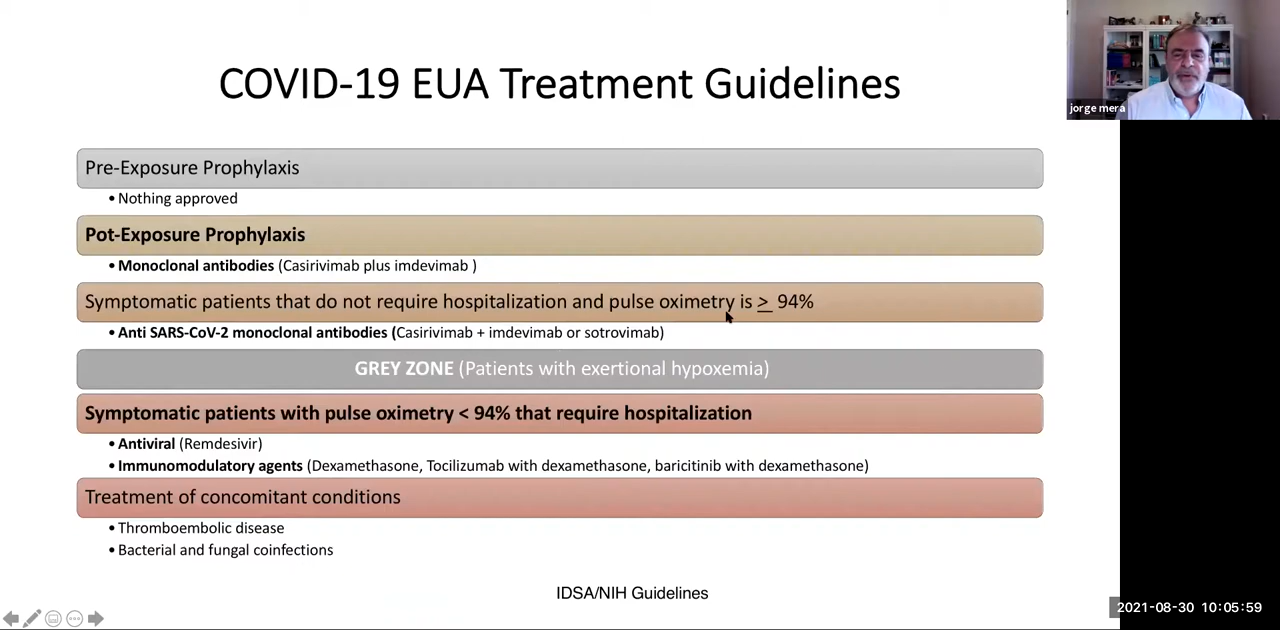 COVID-19 EUA Treatment Guidelines
jorge mera
Pre-Exposure Prophylaxis
• Nothing approved
Pot-Exposure Prophylaxis
• Monoclonal antibodies (Casirivimab plus imdevimab )
Symptomatic patients that do not require hospitalization and pulse oximetry is > 94%
• Anti SARS-CoV-2 monoclonal antibodies (Casirivimab + imdevimab or sotrovimab)
GREY ZONE (Patients with exertional hypoxemia)
Symptomatic patients with pulse oximetry < 94% that require hospitalization
• Antiviral (Remdesivir)
• Immunomodulatory agents (Dexamethasone, Tocilizumab with dexamethasone, baricitinib with dexamethasone)
Treatment of concomitant conditions
• Thromboembolic disease
• Bacterial and fungal coinfections
IDSA/NIH Guidelines
2021-08-30 10:05:59